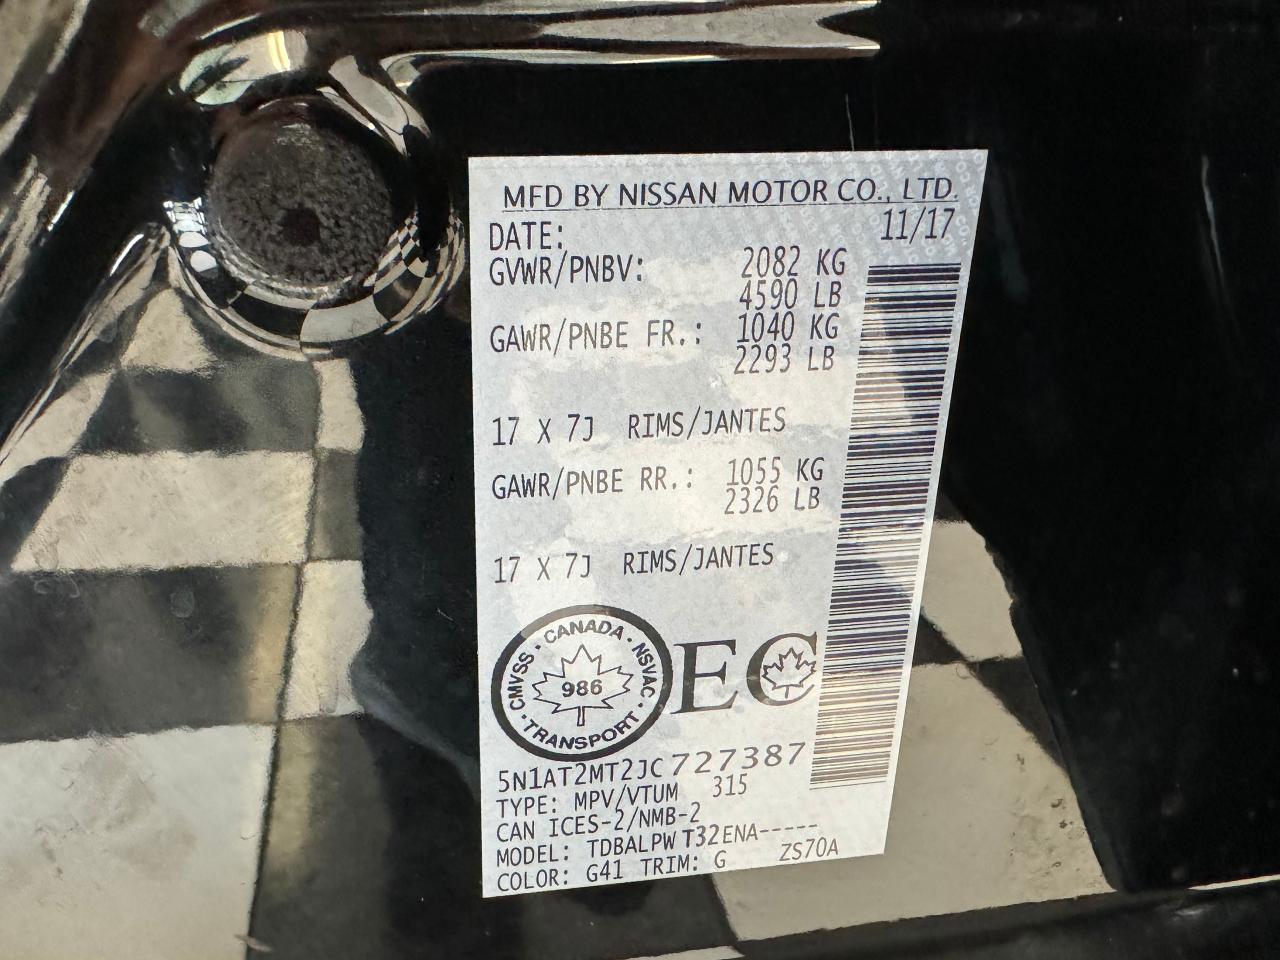 MFD BY NISSAN MOTOR CO., LTD.
DATE: 11/17
GVWR/PNBV: 2082 KG
4590 LB
GAWR/PNBE FR.: 1040 KG
2293 LB
17 X 7J RIMS/JANTES
GAWR/PNBE RR.: 1055 KG
2326 LB
17 X 7J RIMS/JANTES
CANADA · NSVAC · TRANSPORT · CMVSS ·
986
EC
5N1AT2MT2JC727387
TYPE: MPV/VTUM 315
CAN ICES-2/NMB-2
MODEL: TDBALPWT32ENA-----
COLOR: G41 TRIM: G ZS70A